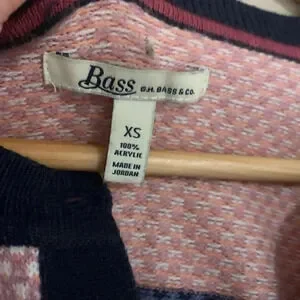 Bass G.H. BASS & CO.
XS
100%
ACRYLIC
MADE IN
JORDAN